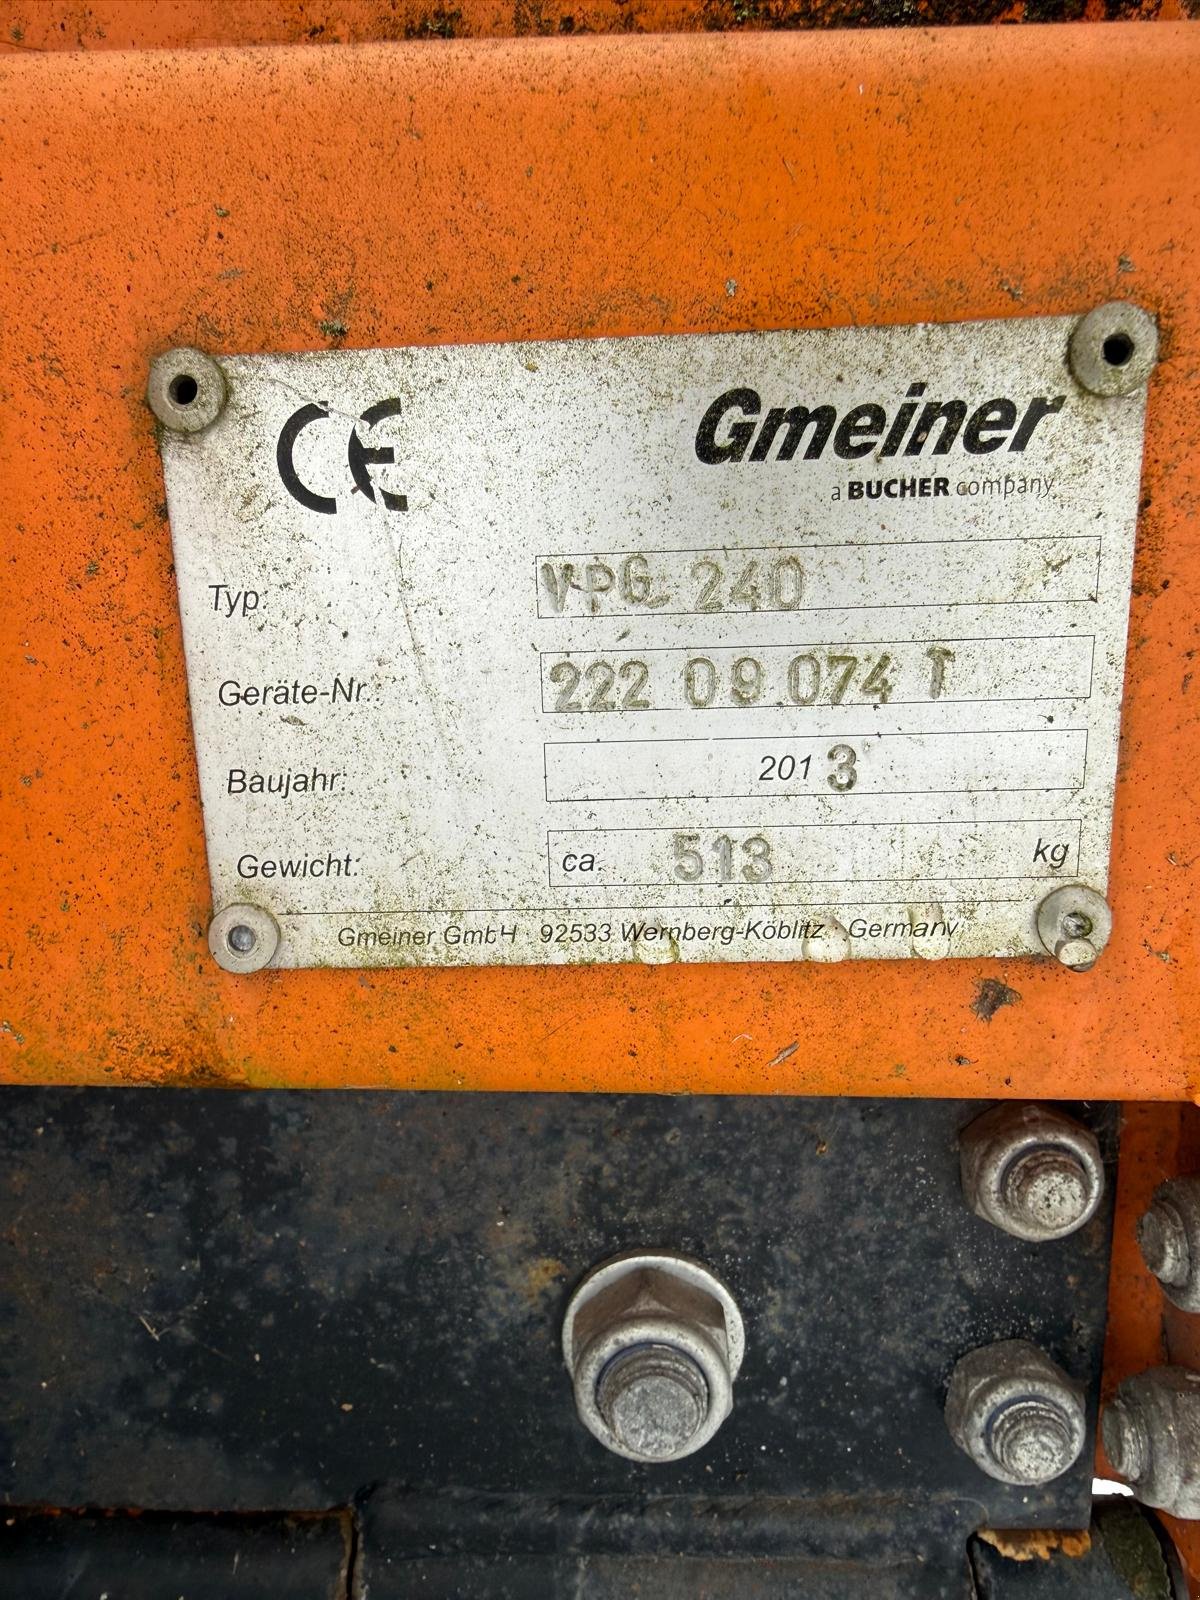 CE
Gmeiner
a BUCHER company
Typ: VPG 240
Geräte-Nr.: 222 09.074 T
Baujahr: 2013
Gewicht: ca. 513 kg
Gmeiner GmbH · 92533 Wernberg-Köblitz · Germany